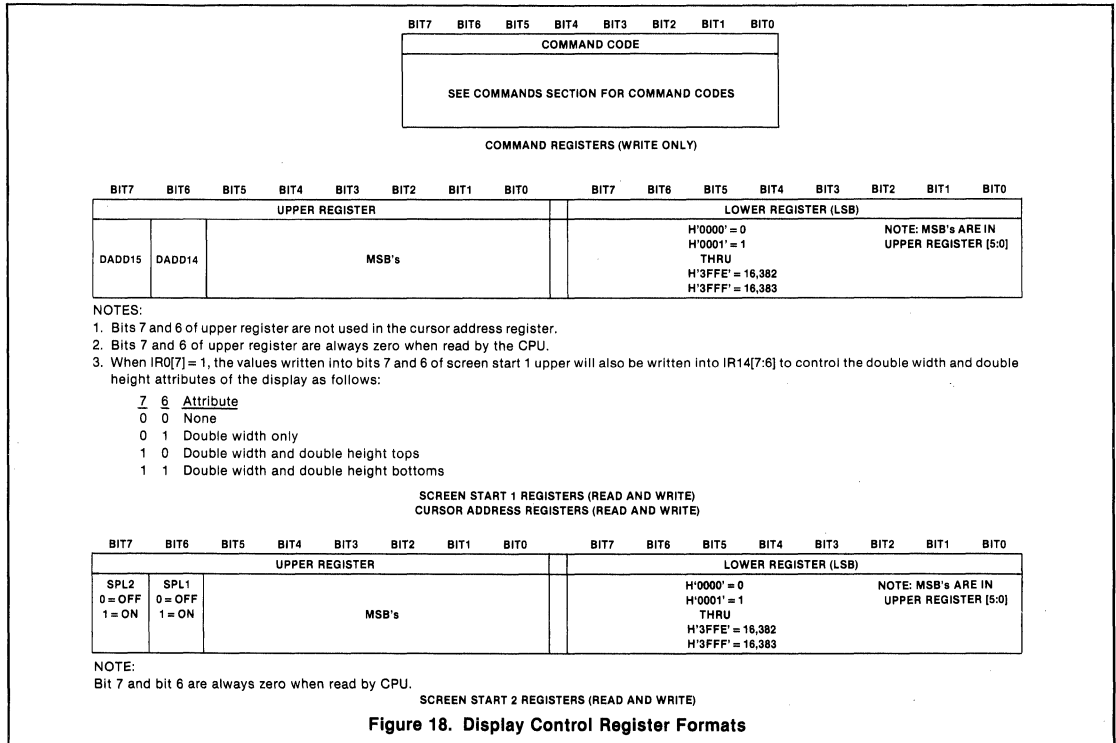 BIT7 BIT6 BIT5 BIT4 BIT3 BIT2 BIT1 BIT0
COMMAND CODE
SEE COMMANDS SECTION FOR COMMAND CODES
COMMAND REGISTERS (WRITE ONLY)
BIT7 BIT6 BIT5 BIT4 BIT3 BIT2 BIT1 BIT0 BIT7 BIT6 BIT5 BIT4 BIT3 BIT2 BIT1 BIT0
UPPER REGISTER LOWER REGISTER (LSB)
DADD15 DADD14 MSB's
H'0000' = 0 NOTE: MSB's ARE IN
H'0001' = 1 UPPER REGISTER [5:0]
THRU
H'3FFE' = 16,382
H'3FFF' = 16,383
NOTES:
1. Bits 7 and 6 of upper register are not used in the cursor address register.
2. Bits 7 and 6 of upper register are always zero when read by the CPU.
3. When IR0[7] = 1, the values written into bits 7 and 6 of screen start 1 upper will also be written into IR14[7:6] to control the double width and double
height attributes of the display as follows:
7 6 Attribute
0 0 None
0 1 Double width only
1 0 Double width and double height tops
1 1 Double width and double height bottoms
SCREEN START 1 REGISTERS (READ AND WRITE)
CURSOR ADDRESS REGISTERS (READ AND WRITE)
BIT7 BIT6 BIT5 BIT4 BIT3 BIT2 BIT1 BIT0 BIT7 BIT6 BIT5 BIT4 BIT3 BIT2 BIT1 BIT0
UPPER REGISTER LOWER REGISTER (LSB)
SPL2 SPL1
0 = OFF 0 = OFF
1 = ON 1 = ON MSB's
H'0000' = 0 NOTE: MSB's ARE IN
H'0001' = 1 UPPER REGISTER [5:0]
THRU
H'3FFE' = 16,382
H'3FFF' = 16,383
NOTE:
Bit 7 and bit 6 are always zero when read by CPU.
SCREEN START 2 REGISTERS (READ AND WRITE)
Figure 18. Display Control Register Formats